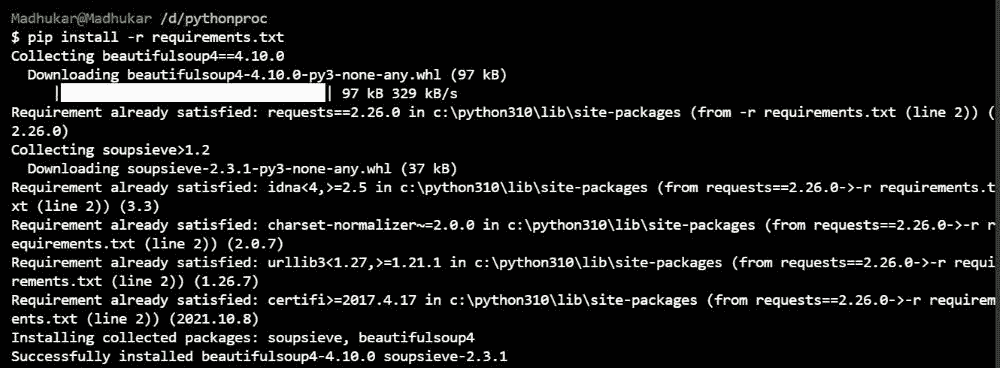 Madhukar@Madhukar /d/pythonproc
$ pip install -r requirements.txt
Collecting beautifulsoup4==4.10.0
  Downloading beautifulsoup4-4.10.0-py3-none-any.whl (97 kB)
     |                                | 97 kB 329 kB/s
Requirement already satisfied: requests==2.26.0 in c:\python310\lib\site-packages (from -r requirements.txt (line 2)) (
2.26.0)
Collecting soupsieve>1.2
  Downloading soupsieve-2.3.1-py3-none-any.whl (37 kB)
Requirement already satisfied: idna<4,>=2.5 in c:\python310\lib\site-packages (from requests==2.26.0->-r requirements.t
xt (line 2)) (3.3)
Requirement already satisfied: charset-normalizer~=2.0.0 in c:\python310\lib\site-packages (from requests==2.26.0->-r r
equirements.txt (line 2)) (2.0.7)
Requirement already satisfied: urllib3<1.27,>=1.21.1 in c:\python310\lib\site-packages (from requests==2.26.0->-r requi
rements.txt (line 2)) (1.26.7)
Requirement already satisfied: certifi>=2017.4.17 in c:\python310\lib\site-packages (from requests==2.26.0->-r requirem
ents.txt (line 2)) (2021.10.8)
Installing collected packages: soupsieve, beautifulsoup4
Successfully installed beautifulsoup4-4.10.0 soupsieve-2.3.1